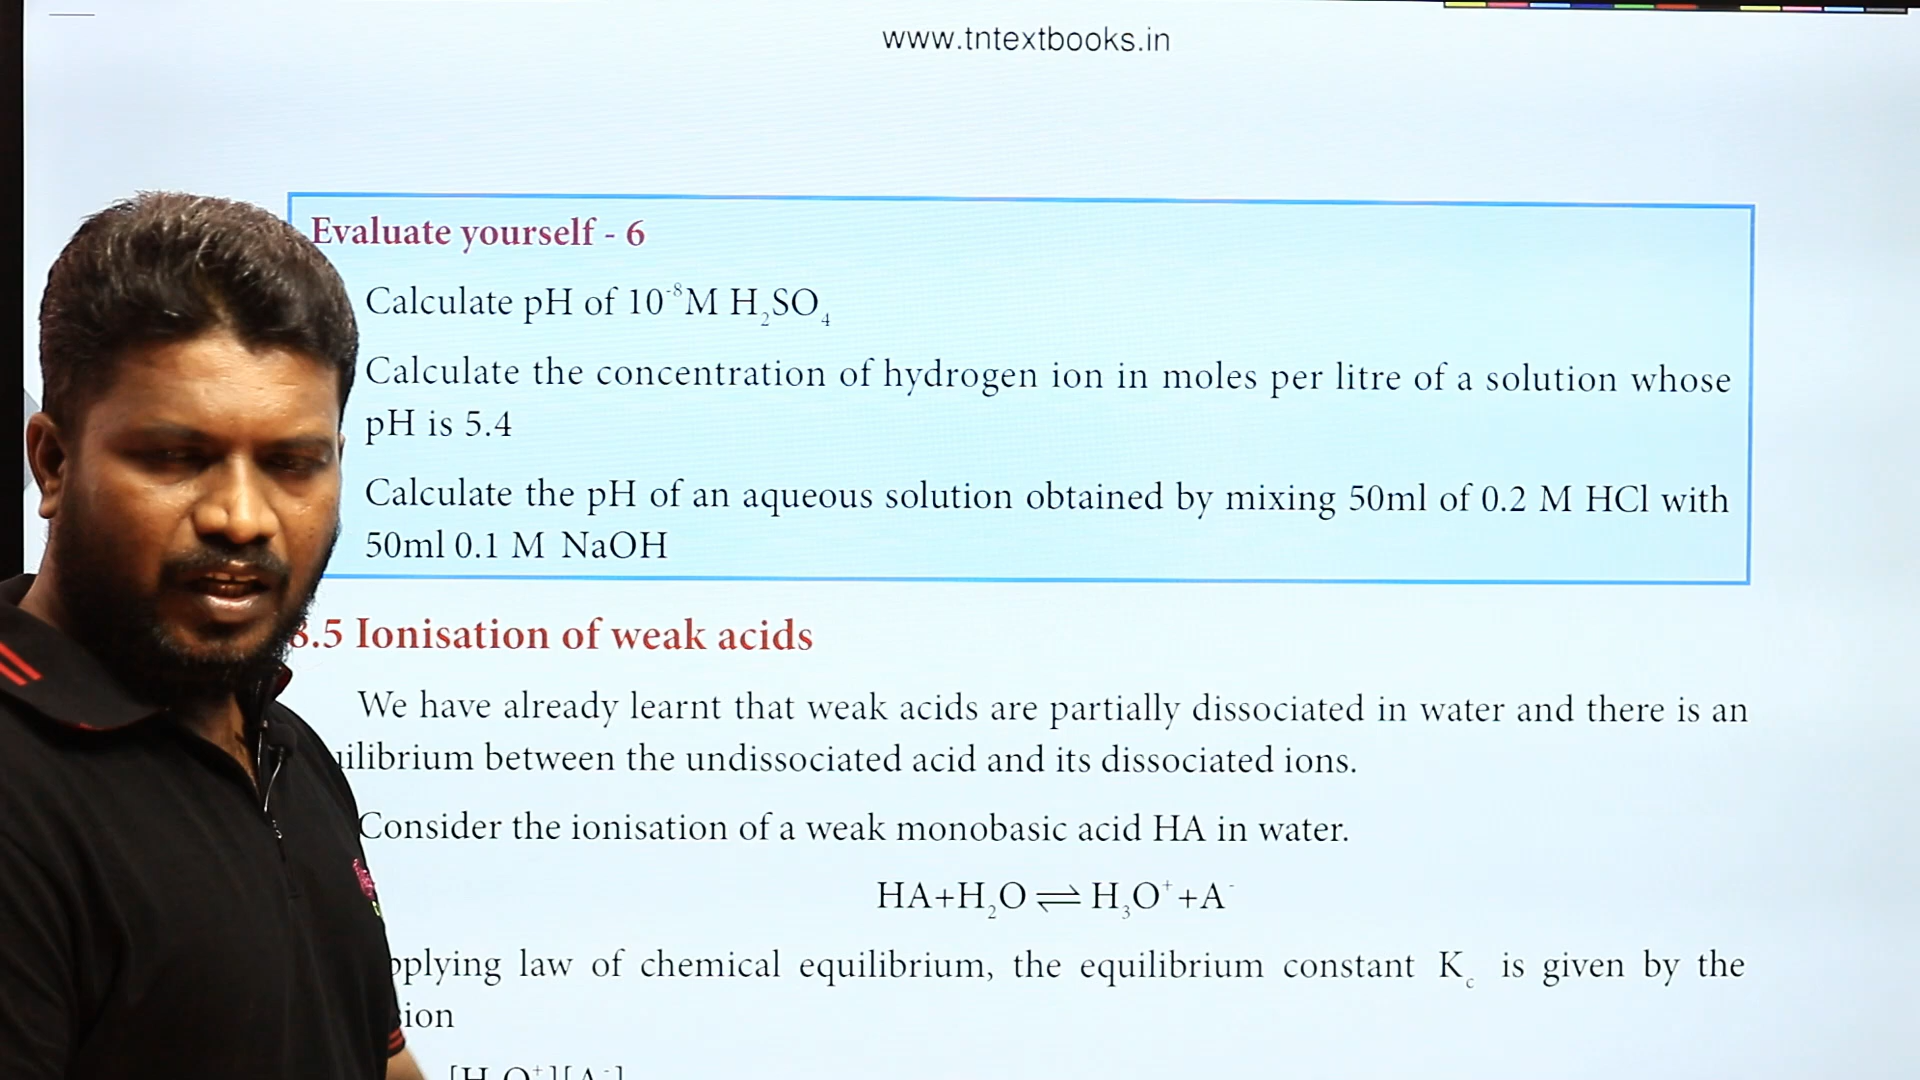 www.tntextbooks.in
Evaluate yourself - 6
Calculate pH of 10⁻⁸M H₂SO₄
Calculate the concentration of hydrogen ion in moles per litre of a solution whose
pH is 5.4
Calculate the pH of an aqueous solution obtained by mixing 50ml of 0.2 M HCl with
50ml 0.1 M NaOH
8.5 Ionisation of weak acids
We have already learnt that weak acids are partially dissociated in water and there is an
uilibrium between the undissociated acid and its dissociated ions.
Consider the ionisation of a weak monobasic acid HA in water.
HA+H₂O⇌H₃O⁺+A⁻
pplying law of chemical equilibrium, the equilibrium constant K꜀ is given by the
sion
[H₃O⁺][A⁻]